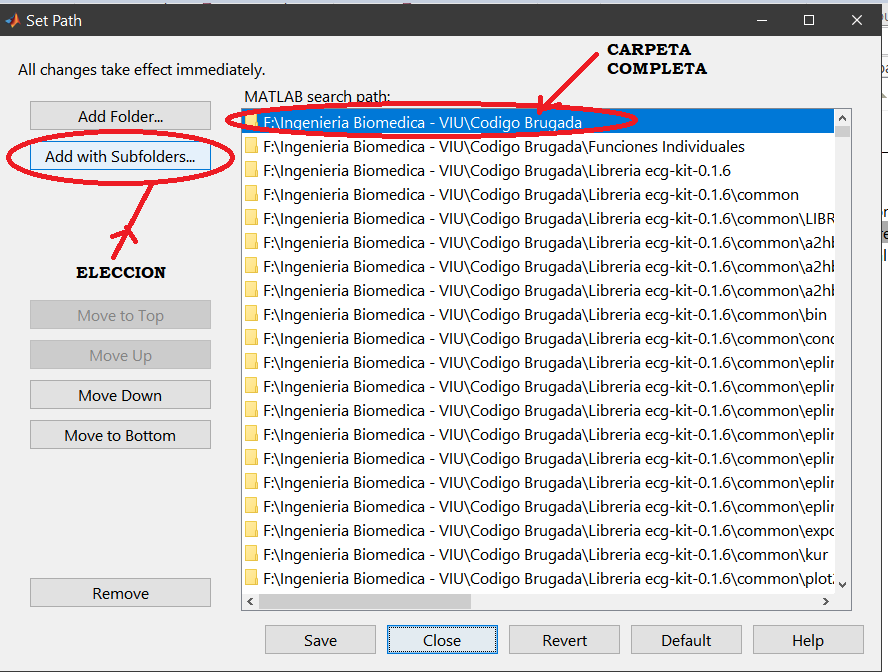 Set Path
All changes take effect immediately.
CARPETA
COMPLETA
MATLAB search path:
Add Folder...
Add with Subfolders...
ELECCION
Move to Top
Move Up
Move Down
Move to Bottom
Remove
F:\Ingenieria Biomedica - VIU\Codigo Brugada
F:\Ingenieria Biomedica - VIU\Codigo Brugada\Funciones Individuales
F:\Ingenieria Biomedica - VIU\Codigo Brugada\Libreria ecg-kit-0.1.6
F:\Ingenieria Biomedica - VIU\Codigo Brugada\Libreria ecg-kit-0.1.6\common
F:\Ingenieria Biomedica - VIU\Codigo Brugada\Libreria ecg-kit-0.1.6\common\LIBR
F:\Ingenieria Biomedica - VIU\Codigo Brugada\Libreria ecg-kit-0.1.6\common\a2hb
F:\Ingenieria Biomedica - VIU\Codigo Brugada\Libreria ecg-kit-0.1.6\common\a2hb
F:\Ingenieria Biomedica - VIU\Codigo Brugada\Libreria ecg-kit-0.1.6\common\a2hb
F:\Ingenieria Biomedica - VIU\Codigo Brugada\Libreria ecg-kit-0.1.6\common\bin
F:\Ingenieria Biomedica - VIU\Codigo Brugada\Libreria ecg-kit-0.1.6\common\conc
F:\Ingenieria Biomedica - VIU\Codigo Brugada\Libreria ecg-kit-0.1.6\common\eplir
F:\Ingenieria Biomedica - VIU\Codigo Brugada\Libreria ecg-kit-0.1.6\common\eplir
F:\Ingenieria Biomedica - VIU\Codigo Brugada\Libreria ecg-kit-0.1.6\common\eplir
F:\Ingenieria Biomedica - VIU\Codigo Brugada\Libreria ecg-kit-0.1.6\common\eplir
F:\Ingenieria Biomedica - VIU\Codigo Brugada\Libreria ecg-kit-0.1.6\common\eplir
F:\Ingenieria Biomedica - VIU\Codigo Brugada\Libreria ecg-kit-0.1.6\common\eplir
F:\Ingenieria Biomedica - VIU\Codigo Brugada\Libreria ecg-kit-0.1.6\common\eplir
F:\Ingenieria Biomedica - VIU\Codigo Brugada\Libreria ecg-kit-0.1.6\common\expo
F:\Ingenieria Biomedica - VIU\Codigo Brugada\Libreria ecg-kit-0.1.6\common\kur
F:\Ingenieria Biomedica - VIU\Codigo Brugada\Libreria ecg-kit-0.1.6\common\plot2
Save
Close
Revert
Default
Help